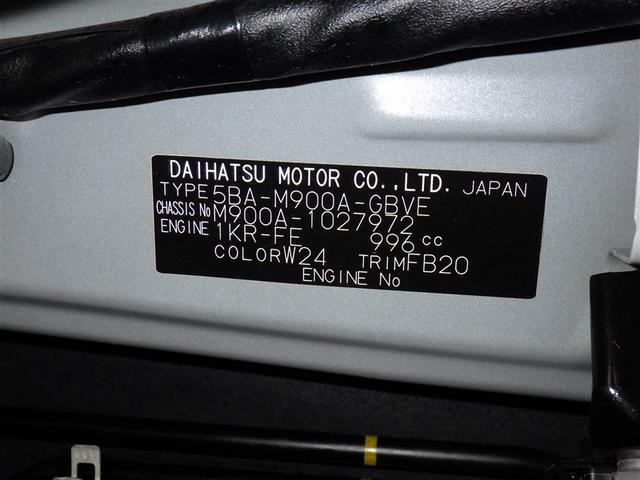 DAIHATSU MOTOR CO.,LTD. JAPAN
TYPE 5BA-M900A-GBVE
CHASSIS No M900A-1027972
ENGINE 1KR-FE 996 cc
COLOR W24 TRIM FB20
ENGINE No